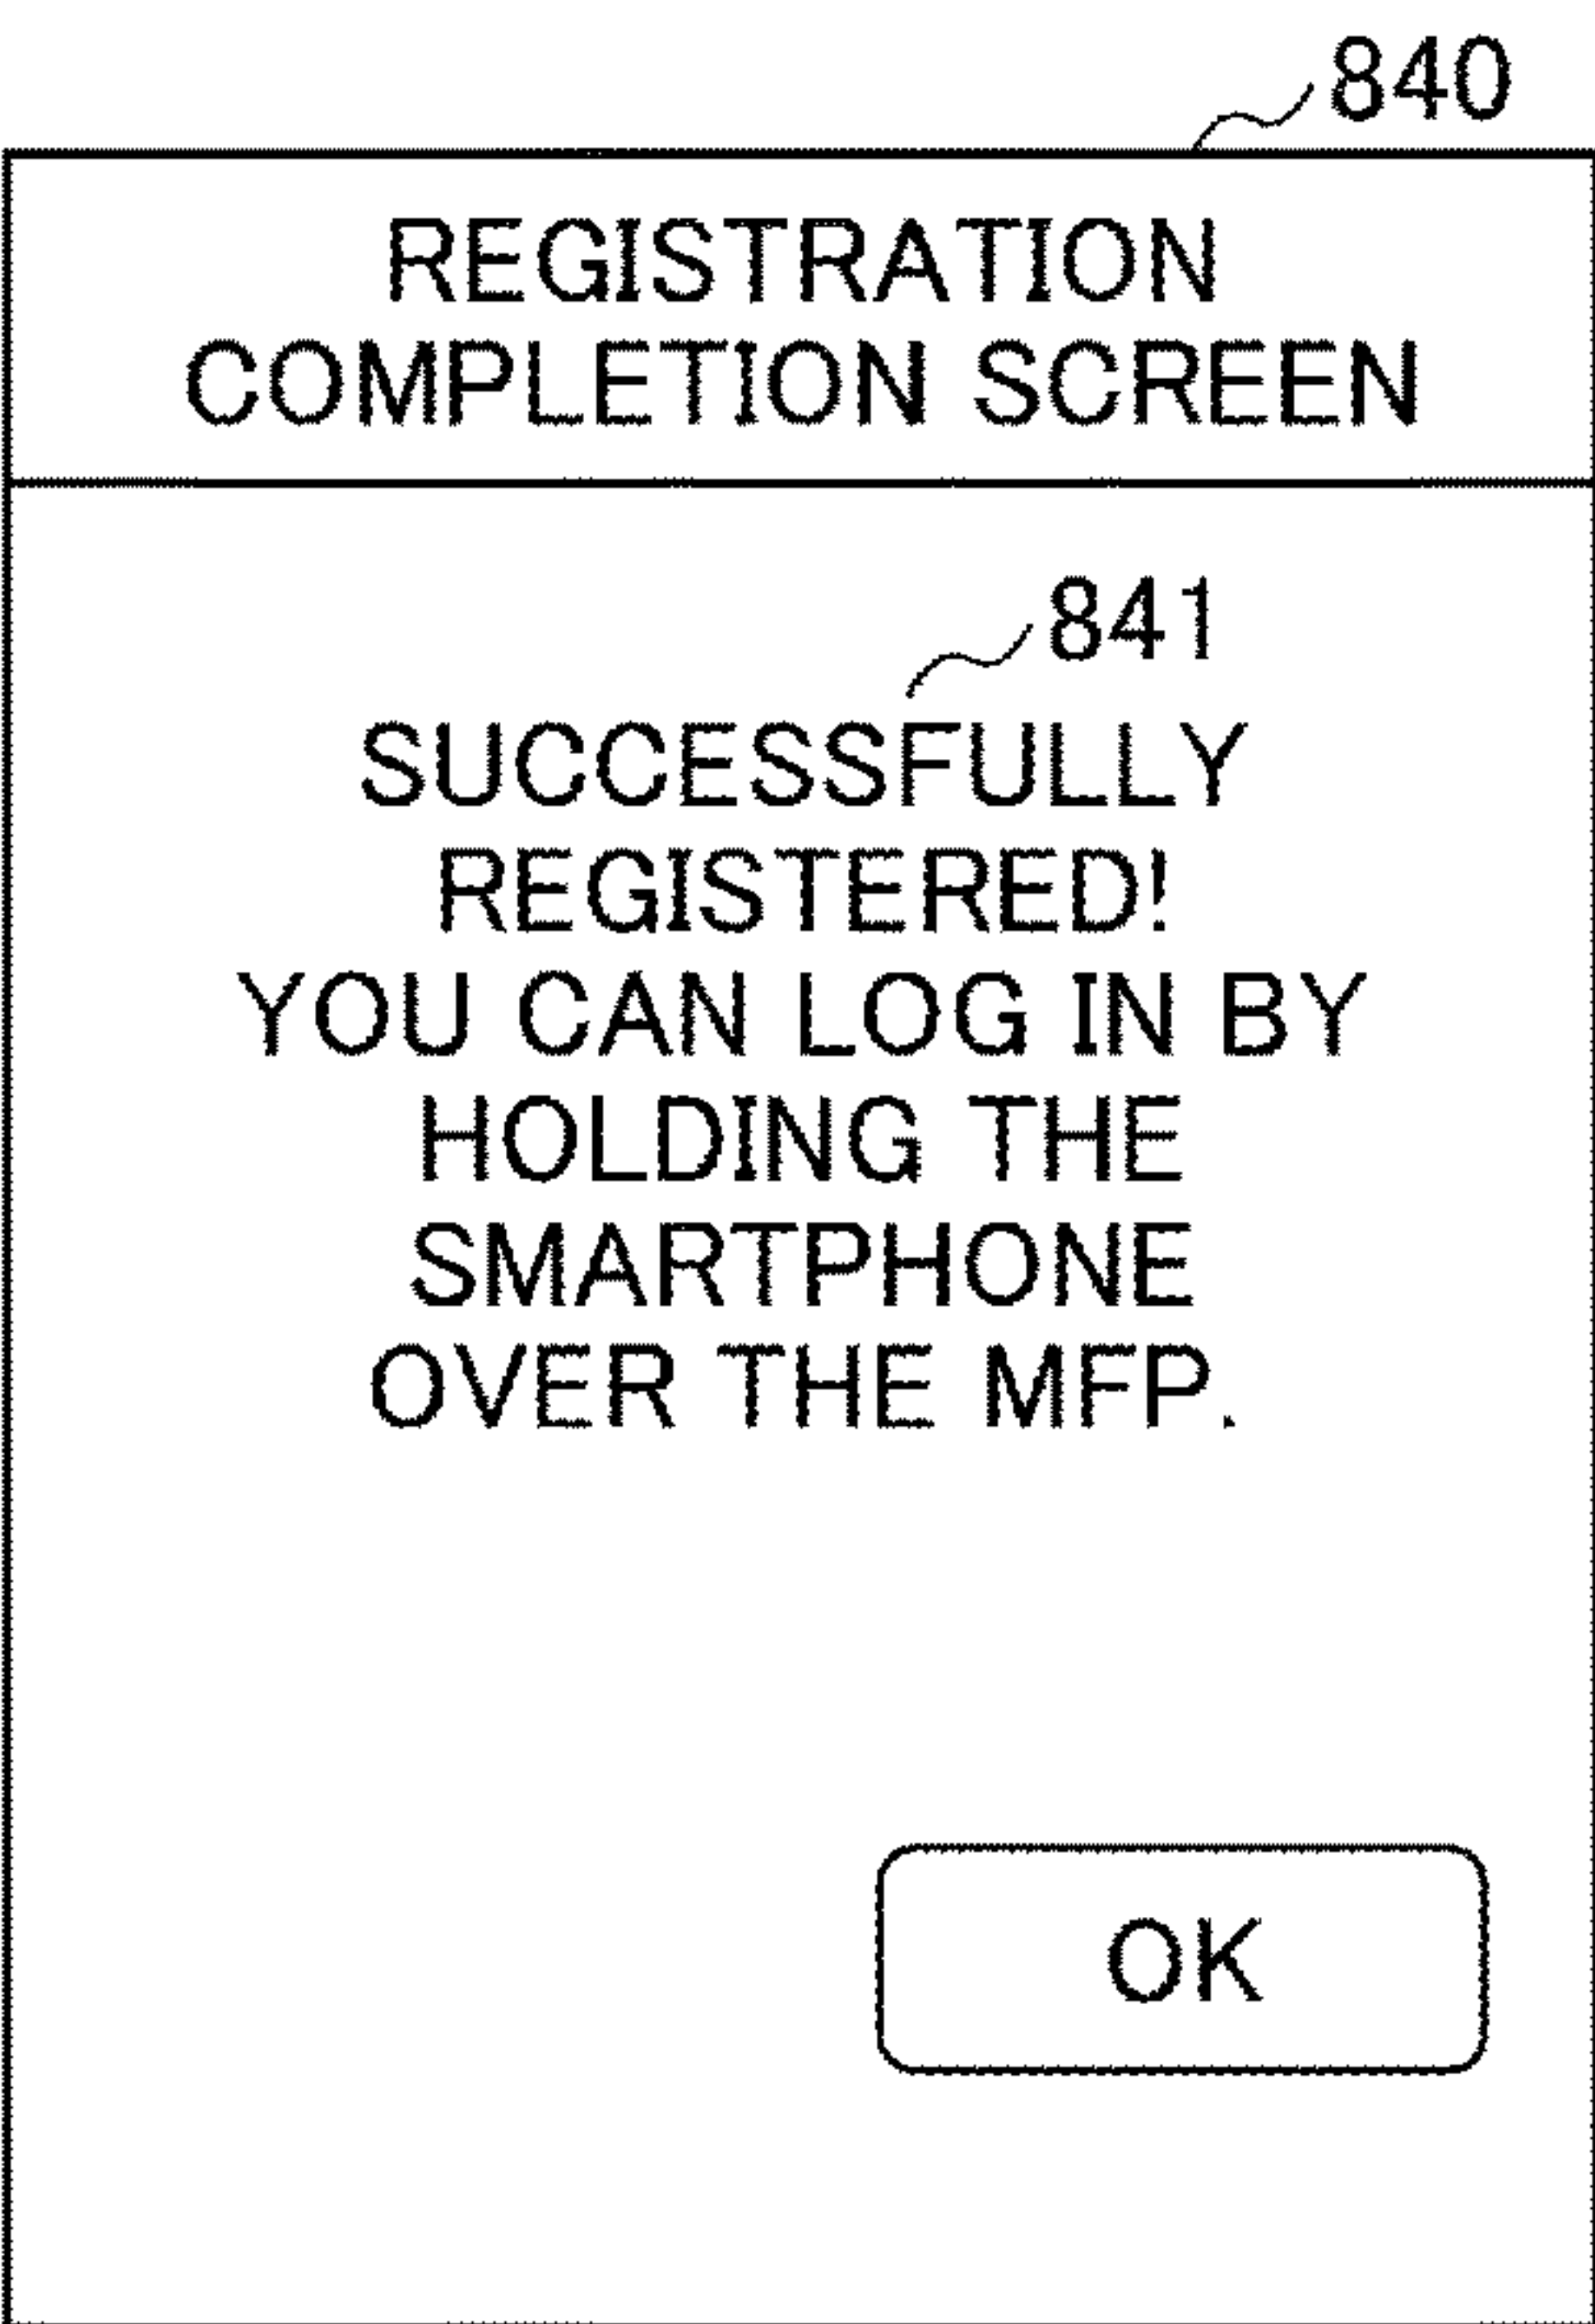 840
REGISTRATION
COMPLETION SCREEN
841
SUCCESSFULLY
REGISTERED!
YOU CAN LOG IN BY
HOLDING THE
SMARTPHONE
OVER THE MFP.
OK